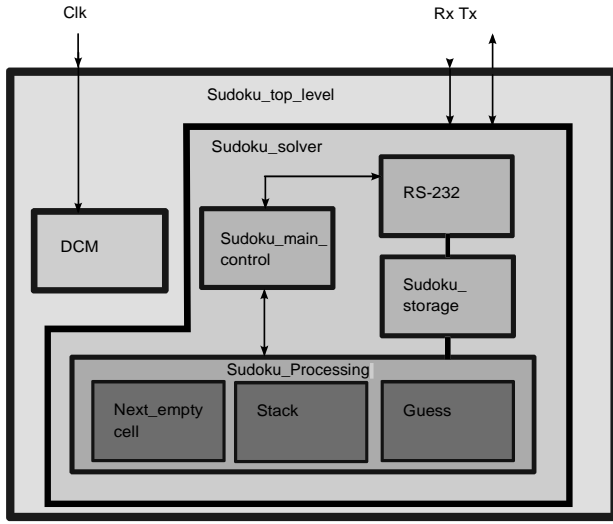 Clk
Rx Tx
Sudoku_top_level
Sudoku_solver
RS-232
DCM
Sudoku_main_
control
Sudoku_
storage
Sudoku_Processing
Next_empty
cell
Stack
Guess